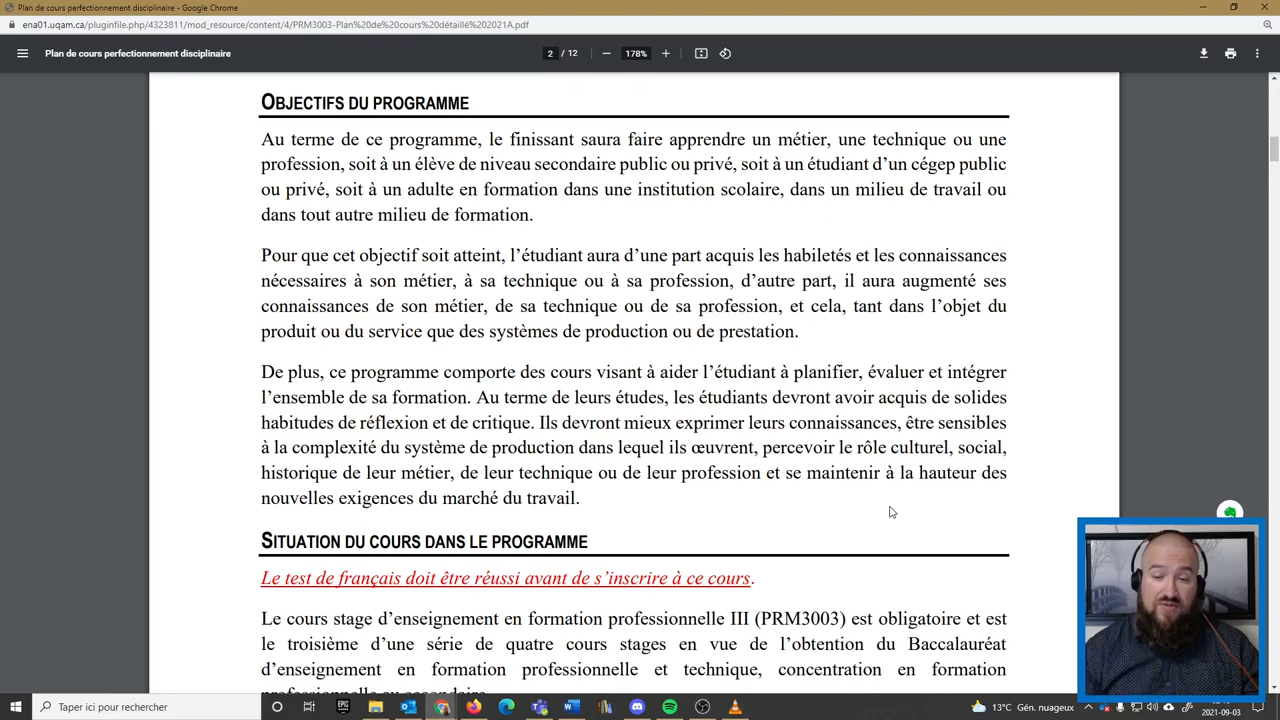 Plan de cours perfectionnement disciplinaire - Google Chrome
ena01.uqam.ca/pluginfile.php/4323811/mod_resource/content/4/PRM3003-Plan%20de%20cours%20détaillé%202021A.pdf
Plan de cours perfectionnement disciplinaire
2 / 12
178%
OBJECTIFS DU PROGRAMME
Au terme de ce programme, le finissant saura faire apprendre un métier, une technique ou une
profession, soit à un élève de niveau secondaire public ou privé, soit à un étudiant d’un cégep public
ou privé, soit à un adulte en formation dans une institution scolaire, dans un milieu de travail ou
dans tout autre milieu de formation.
Pour que cet objectif soit atteint, l’étudiant aura d’une part acquis les habiletés et les connaissances
nécessaires à son métier, à sa technique ou à sa profession, d’autre part, il aura augmenté ses
connaissances de son métier, de sa technique ou de sa profession, et cela, tant dans l’objet du
produit ou du service que des systèmes de production ou de prestation.
De plus, ce programme comporte des cours visant à aider l’étudiant à planifier, évaluer et intégrer
l’ensemble de sa formation. Au terme de leurs études, les étudiants devront avoir acquis de solides
habitudes de réflexion et de critique. Ils devront mieux exprimer leurs connaissances, être sensibles
à la complexité du système de production dans lequel ils œuvrent, percevoir le rôle culturel, social,
historique de leur métier, de leur technique ou de leur profession et se maintenir à la hauteur des
nouvelles exigences du marché du travail.
SITUATION DU COURS DANS LE PROGRAMME
Le test de français doit être réussi avant de s’inscrire à ce cours.
Le cours stage d’enseignement en formation professionnelle III (PRM3003) est obligatoire et est
le troisième d’une série de quatre cours stages en vue de l’obtention du Baccalauréat
d’enseignement en formation professionnelle et technique, concentration en formation
professionnelle au secondaire
Taper ici pour rechercher
13°C Gén. nuageux
2021-09-03